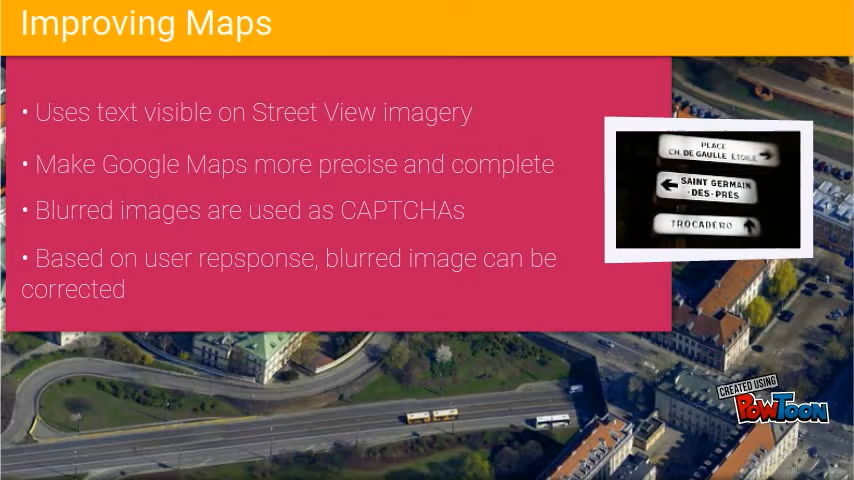 Improving Maps
• Uses text visible on Street View imagery
• Make Google Maps more precise and complete
• Blurred images are used as CAPTCHAs
• Based on user repsponse, blurred image can be
corrected
PLACE
CH. DE GAULLE ÉTOILE
SAINT GERMAIN
-DES-PRÉS
TROCADÉRO
CREATED USING
POWTOON